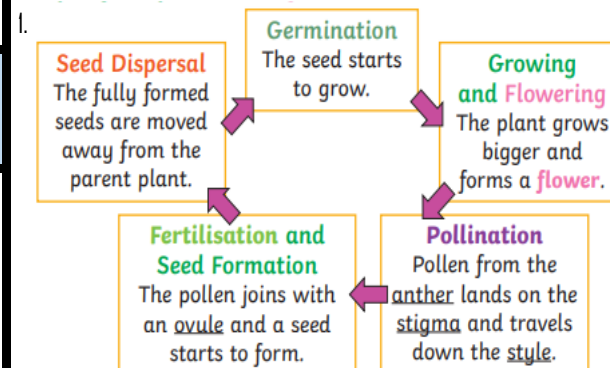 1.
Germination
The seed starts
to grow.
Seed Dispersal
The fully formed
seeds are moved
away from the
parent plant.
Growing
and Flowering
The plant grows
bigger and
forms a flower.
Fertilisation and
Seed Formation
The pollen joins with
an ovule and a seed
starts to form.
Pollination
Pollen from the
anther lands on the
stigma and travels
down the style.